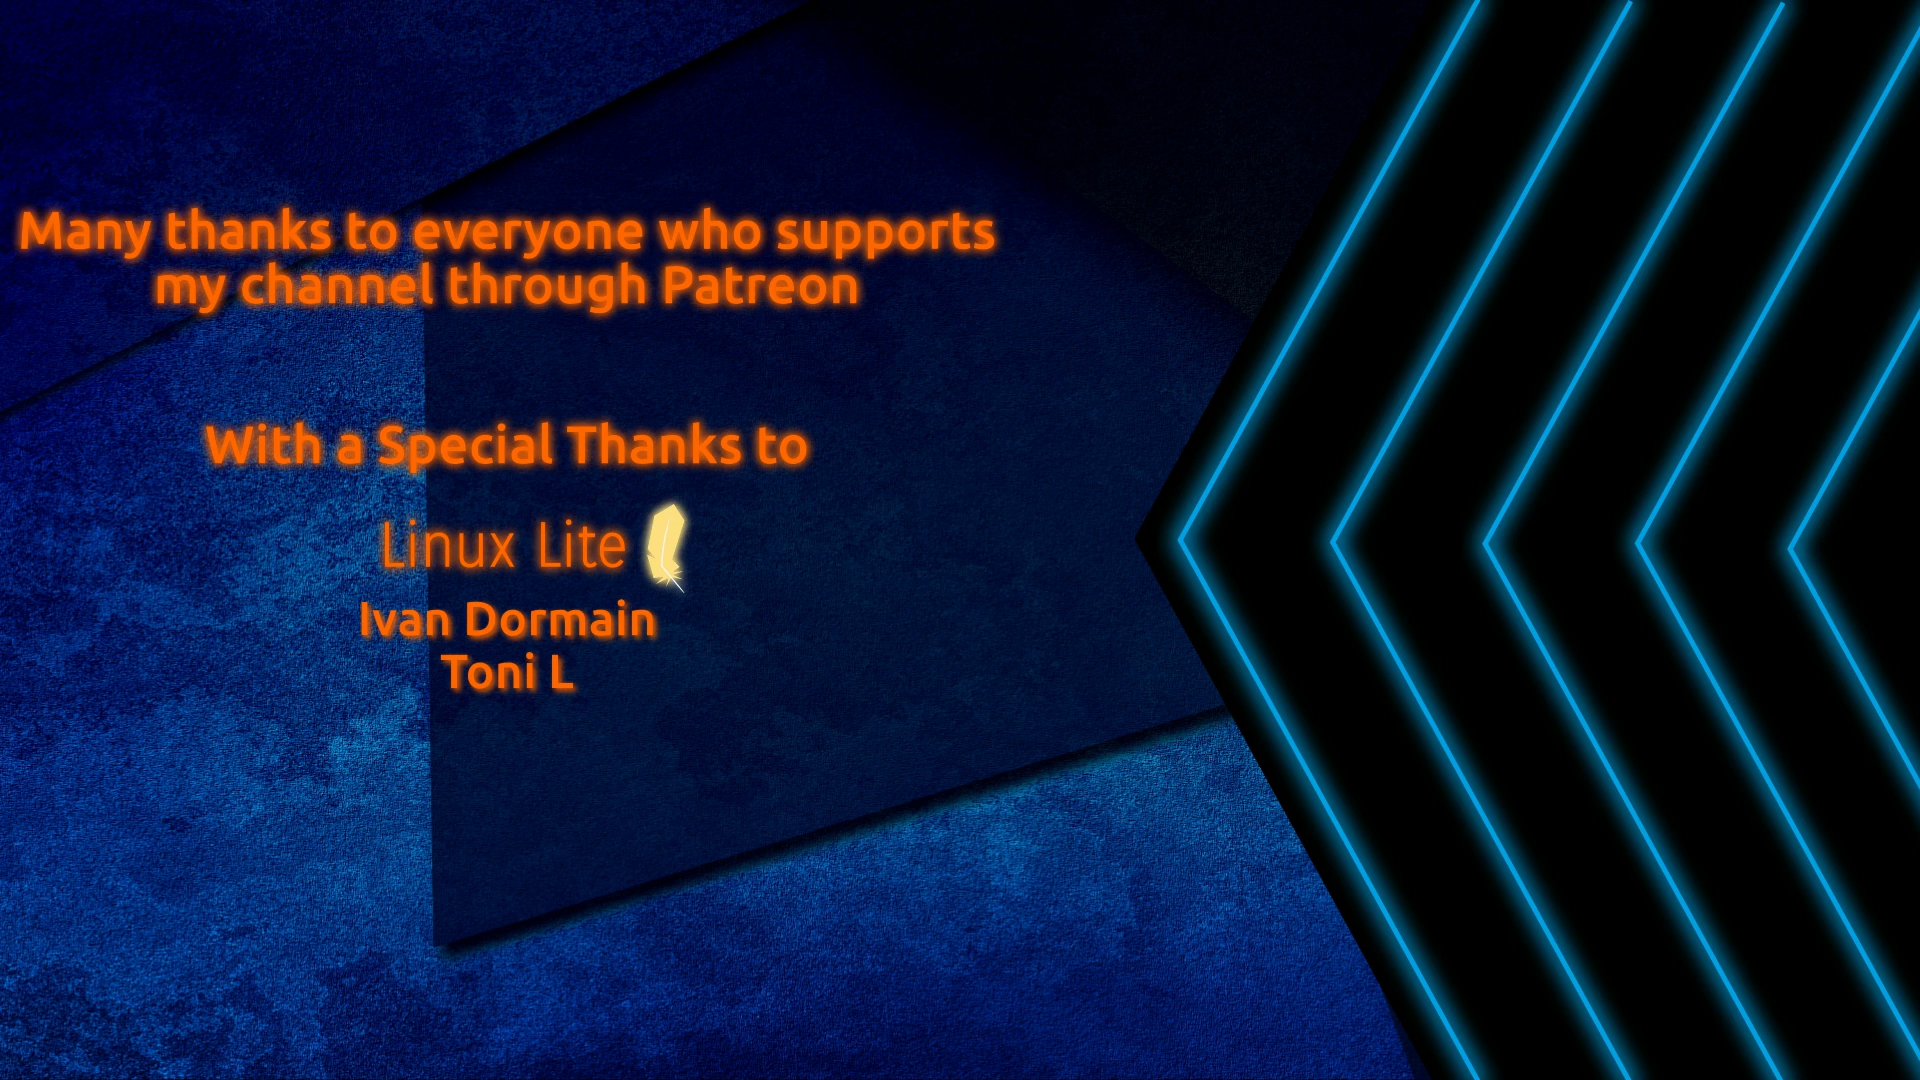 Many thanks to everyone who supports
my channel through Patreon
With a Special Thanks to
Linux Lite
Ivan Dormain
Toni L